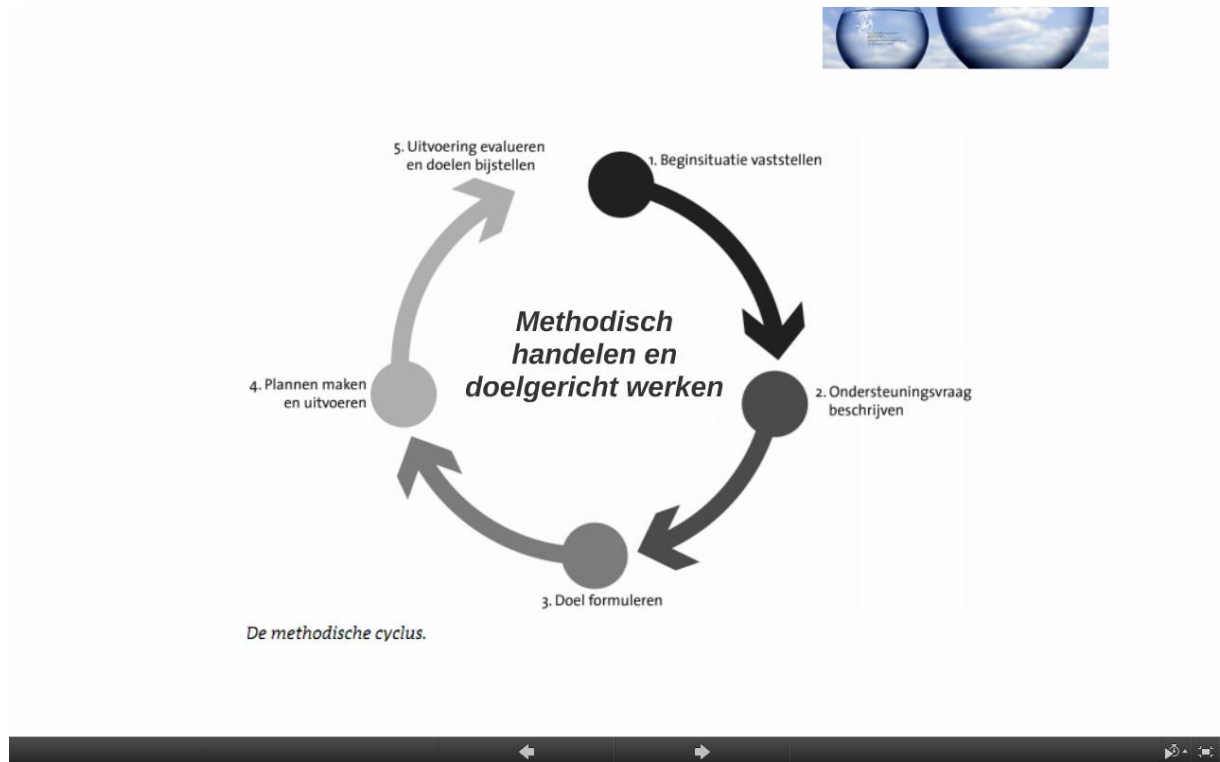 5. Uitvoering evalueren
en doelen bijstellen
1. Beginsituatie vaststellen
Methodisch
handelen en
doelgericht werken
4. Plannen maken
en uitvoeren
2. Ondersteuningsvraag
beschrijven
3. Doel formuleren
De methodische cyclus.